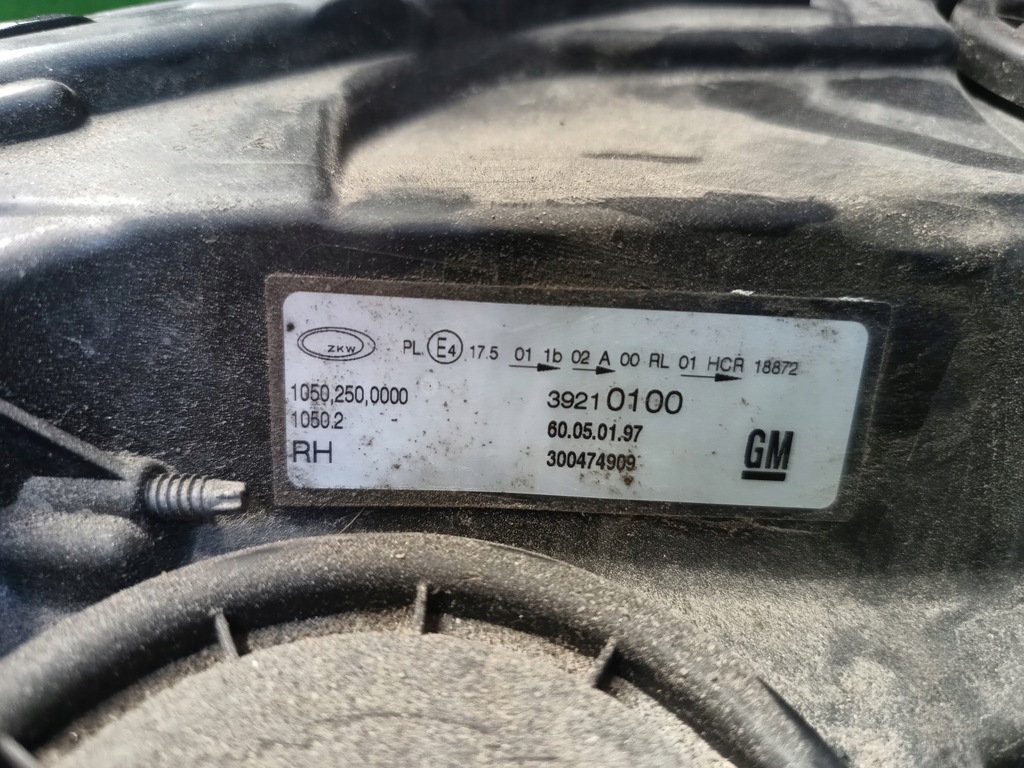 ZKW PL E4 17.5 01 1b 02 A 00 RL 01 HCR 18872
1050,250,0000 39210100
1050.2 60.05.01.97
RH 300474909 GM